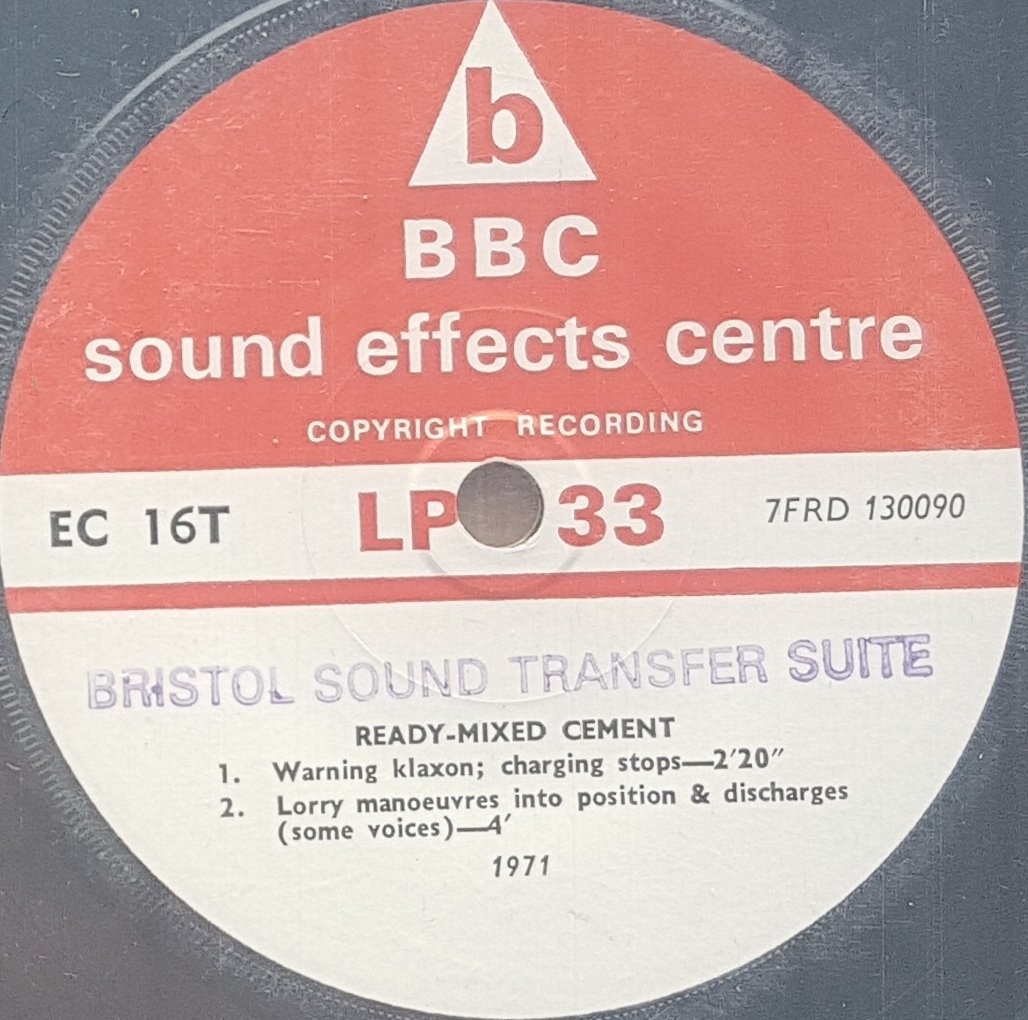 b
BBC
sound effects centre
COPYRIGHT RECORDING
EC 16T LP 33 7FRD 130090
BRISTOL SOUND TRANSFER SUITE
READY-MIXED CEMENT
1. Warning klaxon; charging stops—2'20"
2. Lorry manoeuvres into position & discharges
(some voices)—4'
1971